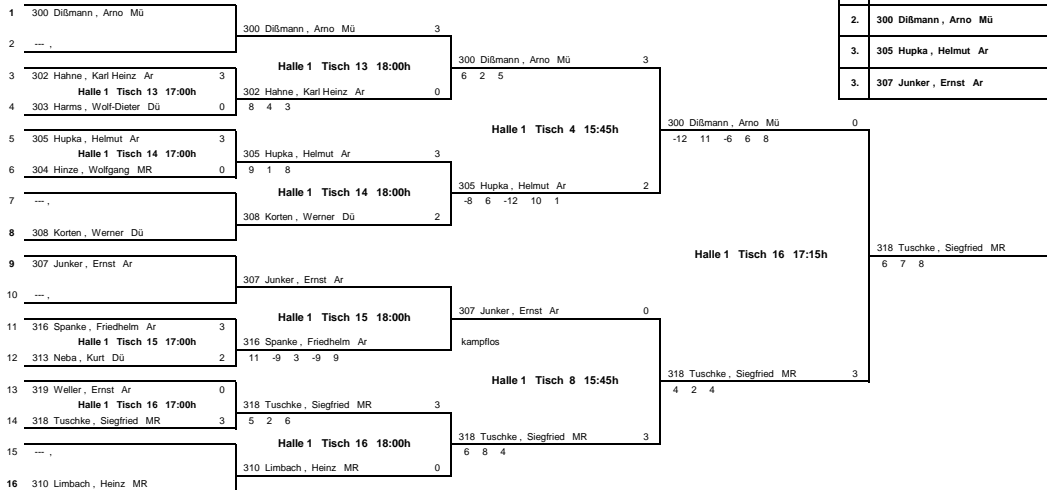 1 300 Dißmann , Arno Mü
2 --- ,
3 302 Hahne , Karl Heinz Ar 3
Halle 1 Tisch 13 17:00h
4 303 Harms , Wolf-Dieter Dü 0
5 305 Hupka , Helmut Ar 3
Halle 1 Tisch 14 17:00h
6 304 Hinze , Wolfgang MR 0
7 --- ,
8 308 Korten , Werner Dü
9 307 Junker , Ernst Ar
10 --- ,
11 316 Spanke , Friedhelm Ar 3
Halle 1 Tisch 15 17:00h
12 313 Neba , Kurt Dü 2
13 319 Weller , Ernst Ar 0
Halle 1 Tisch 16 17:00h
14 318 Tuschke , Siegfried MR 3
15 --- ,
16 310 Limbach , Heinz MR
300 Dißmann , Arno Mü 3
Halle 1 Tisch 13 18:00h
302 Hahne , Karl Heinz Ar 0
8 4 3
305 Hupka , Helmut Ar 3
9 1 8
Halle 1 Tisch 14 18:00h
308 Korten , Werner Dü 2
307 Junker , Ernst Ar
Halle 1 Tisch 15 18:00h
316 Spanke , Friedhelm Ar
11 -9 3 -9 9
318 Tuschke , Siegfried MR 3
5 2 6
Halle 1 Tisch 16 18:00h
310 Limbach , Heinz MR 0
300 Dißmann , Arno Mü 3
6 2 5
Halle 1 Tisch 4 15:45h
305 Hupka , Helmut Ar 2
-8 6 -12 10 1
307 Junker , Ernst Ar 0
kampflos
Halle 1 Tisch 8 15:45h
318 Tuschke , Siegfried MR 3
6 8 4
300 Dißmann , Arno Mü 0
-12 11 -6 6 8
Halle 1 Tisch 16 17:15h
318 Tuschke , Siegfried MR 3
4 2 4
318 Tuschke , Siegfried MR
6 7 8
2. 300 Dißmann , Arno Mü
3. 305 Hupka , Helmut Ar
3. 307 Junker , Ernst Ar